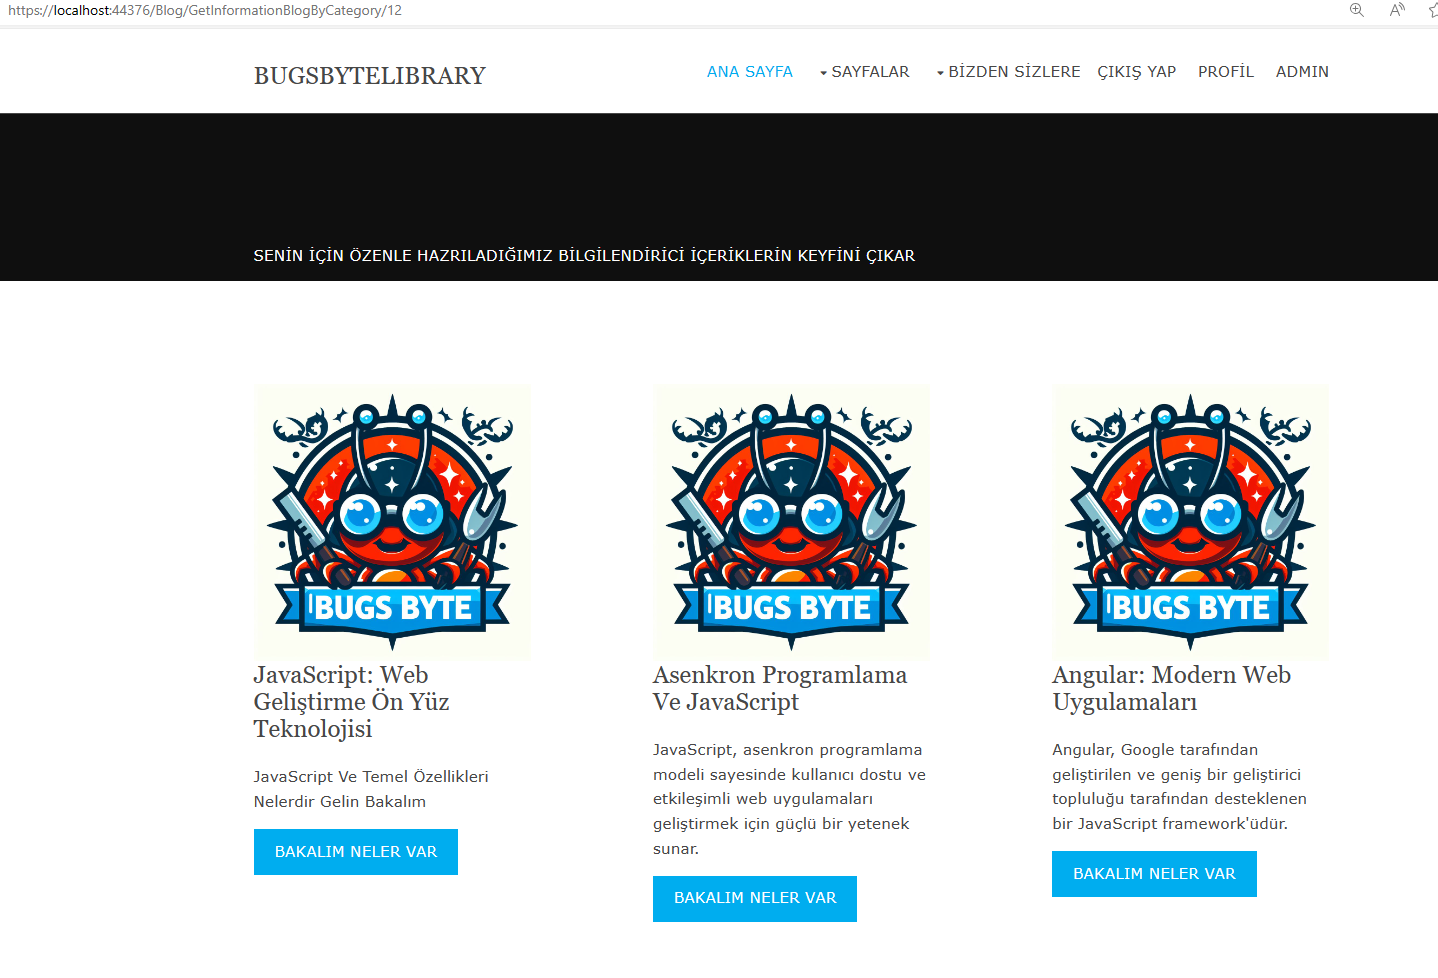 https://localhost:44376/Blog/GetInformationBlogByCategory/12
BUGSBYTELIBRARY
ANA SAYFA SAYFALAR BİZDEN SİZLERE ÇIKIŞ YAP PROFİL ADMIN
SENİN İÇİN ÖZENLE HAZRILADIĞIMIZ BİLGİLENDİRİCİ İÇERİKLERİN KEYFİNİ ÇIKAR
BUGS BYTE
JavaScript: Web
Geliştirme Ön Yüz
Teknolojisi
JavaScript Ve Temel Özellikleri
Nelerdir Gelin Bakalım
BAKALIM NELER VAR
BUGS BYTE
Asenkron Programlama
Ve JavaScript
JavaScript, asenkron programlama
modeli sayesinde kullanıcı dostu ve
etkileşimli web uygulamaları
geliştirmek için güçlü bir yetenek
sunar.
BAKALIM NELER VAR
BUGS BYTE
Angular: Modern Web
Uygulamaları
Angular, Google tarafından
geliştirilen ve geniş bir geliştirici
topluluğu tarafından desteklenen
bir JavaScript framework'üdür.
BAKALIM NELER VAR